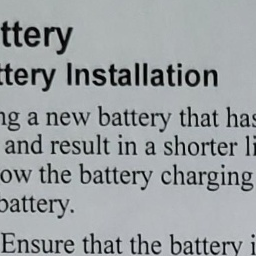 ttery
ttery Installation
ng a new battery that has
and result in a shorter li
ow the battery charging
battery.
Ensure that the battery i